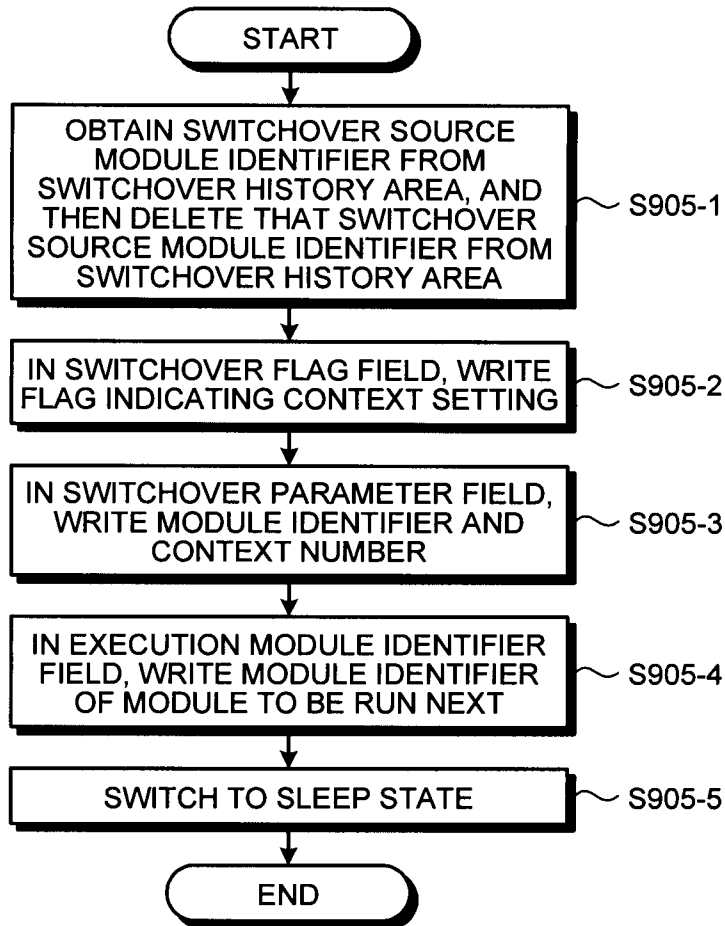 START
OBTAIN SWITCHOVER SOURCE
MODULE IDENTIFIER FROM
SWITCHOVER HISTORY AREA, AND
THEN DELETE THAT SWITCHOVER
SOURCE MODULE IDENTIFIER FROM
SWITCHOVER HISTORY AREA
S905-1
IN SWITCHOVER FLAG FIELD, WRITE
FLAG INDICATING CONTEXT SETTING
S905-2
IN SWITCHOVER PARAMETER FIELD,
WRITE MODULE IDENTIFIER AND
CONTEXT NUMBER
S905-3
IN EXECUTION MODULE IDENTIFIER
FIELD, WRITE MODULE IDENTIFIER
OF MODULE TO BE RUN NEXT
S905-4
SWITCH TO SLEEP STATE
S905-5
END